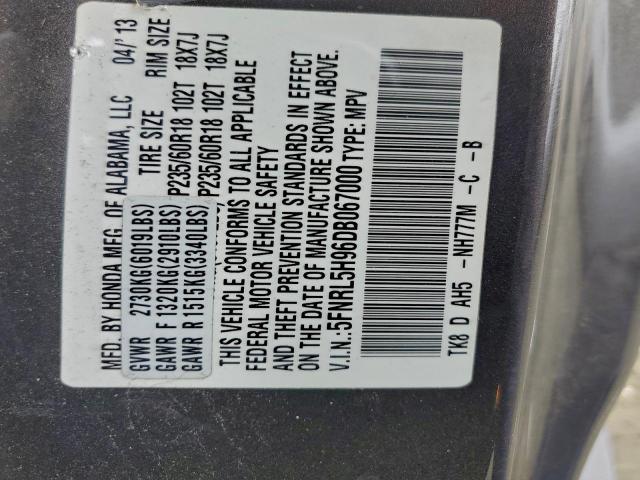 MFD. BY HONDA MFG. OF ALABAMA, LLC 04/'13
GVWR 2730KG(6019LBS) TIRE SIZE RIM SIZE
GAWR F 1320KG(2910LBS) P235/60R18 102T 18X7J
GAWR R 1515KG(3340LBS) P235/60R18 102T 18X7J
THIS VEHICLE CONFORMS TO ALL APPLICABLE
FEDERAL MOTOR VEHICLE SAFETY
AND THEFT PREVENTION STANDARDS IN EFFECT
ON THE DATE OF MANUFACTURE SHOWN ABOVE.
V.I.N.:5FNRL5H96DB067000 TYPE: MPV
TK8 D AH5 -NH777M -C -B